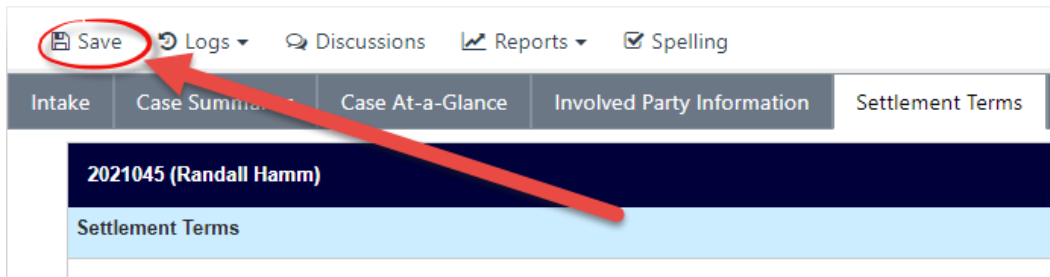 Save Logs Discussions Reports Spelling
Intake Case Case At-a-Glance Involved Party Information Settlement Terms
2021045 (Randall Hamm)
Settlement Terms